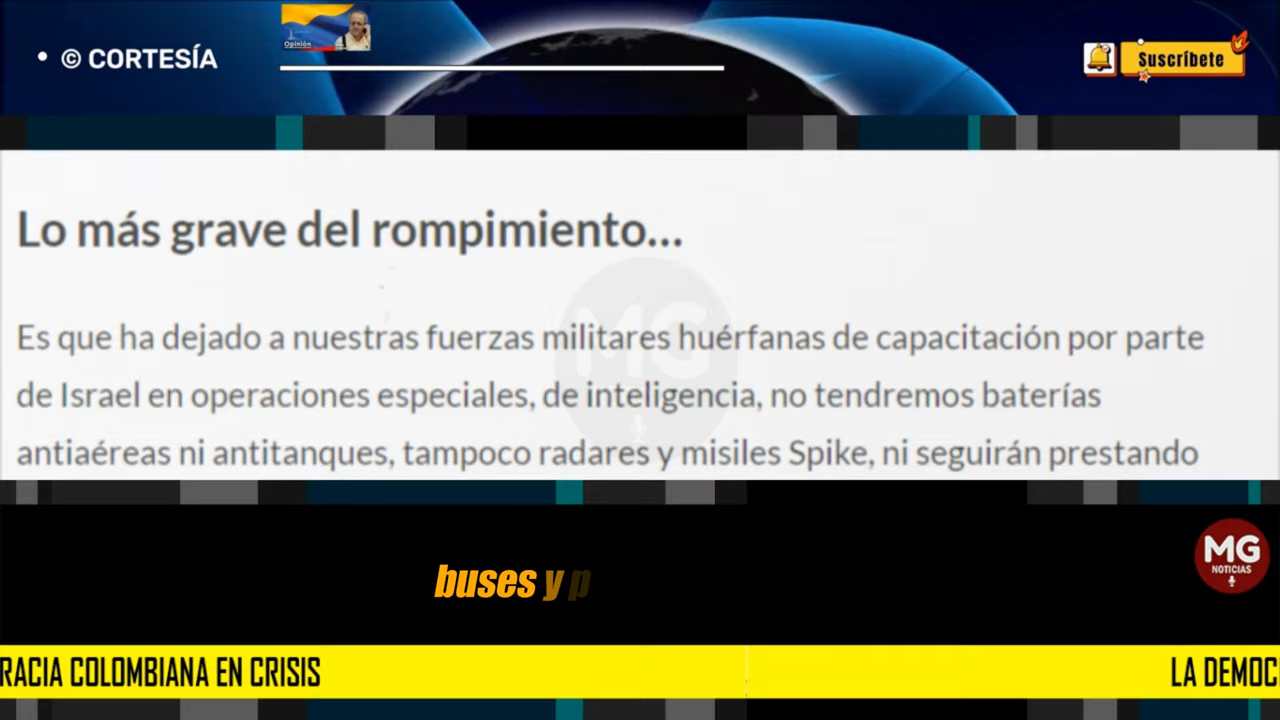 • © CORTESÍA
Opinión
Suscríbete
Lo más grave del rompimiento...
Es que ha dejado a nuestras fuerzas militares huérfanas de capacitación por parte
de Israel en operaciones especiales, de inteligencia, no tendremos baterías
antiaéreas ni antitanques, tampoco radares y misiles Spike, ni seguirán prestando
MG
MG
NOTICIAS
buses y p
RACIA COLOMBIANA EN CRISIS
LA DEMOC